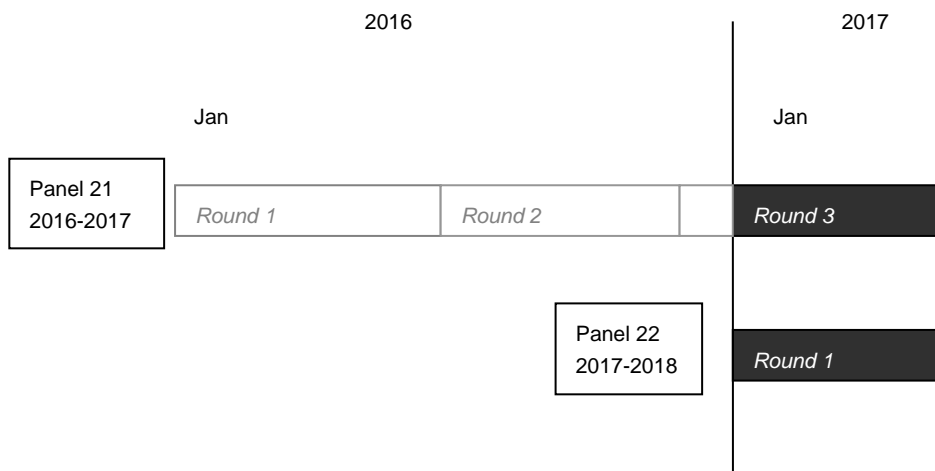 2016
2017
Jan
Jan
Panel 21
2016-2017
Round 1
Round 2
Round 3
Panel 22
2017-2018
Round 1